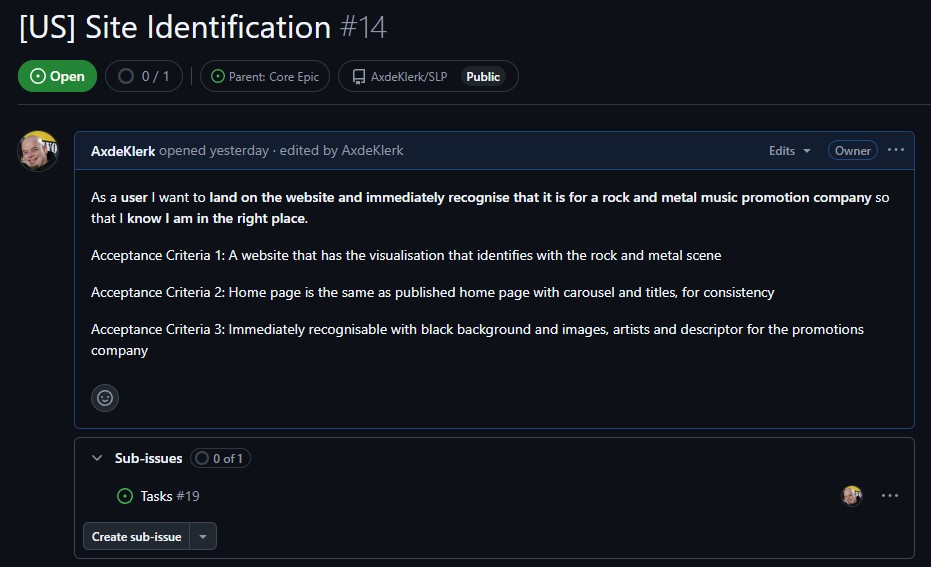 [US] Site Identification #14
Open 0 / 1 Parent: Core Epic AxdeKlerk/SLP Public
AxdeKlerk opened yesterday · edited by AxdeKlerk Edits Owner
As a user I want to land on the website and immediately recognise that it is for a rock and metal music promotion company so
that I know I am in the right place.
Acceptance Criteria 1: A website that has the visualisation that identifies with the rock and metal scene
Acceptance Criteria 2: Home page is the same as published home page with carousel and titles, for consistency
Acceptance Criteria 3: Immediately recognisable with black background and images, artists and descriptor for the promotions
company
Sub-issues 0 of 1
Tasks #19
Create sub-issue